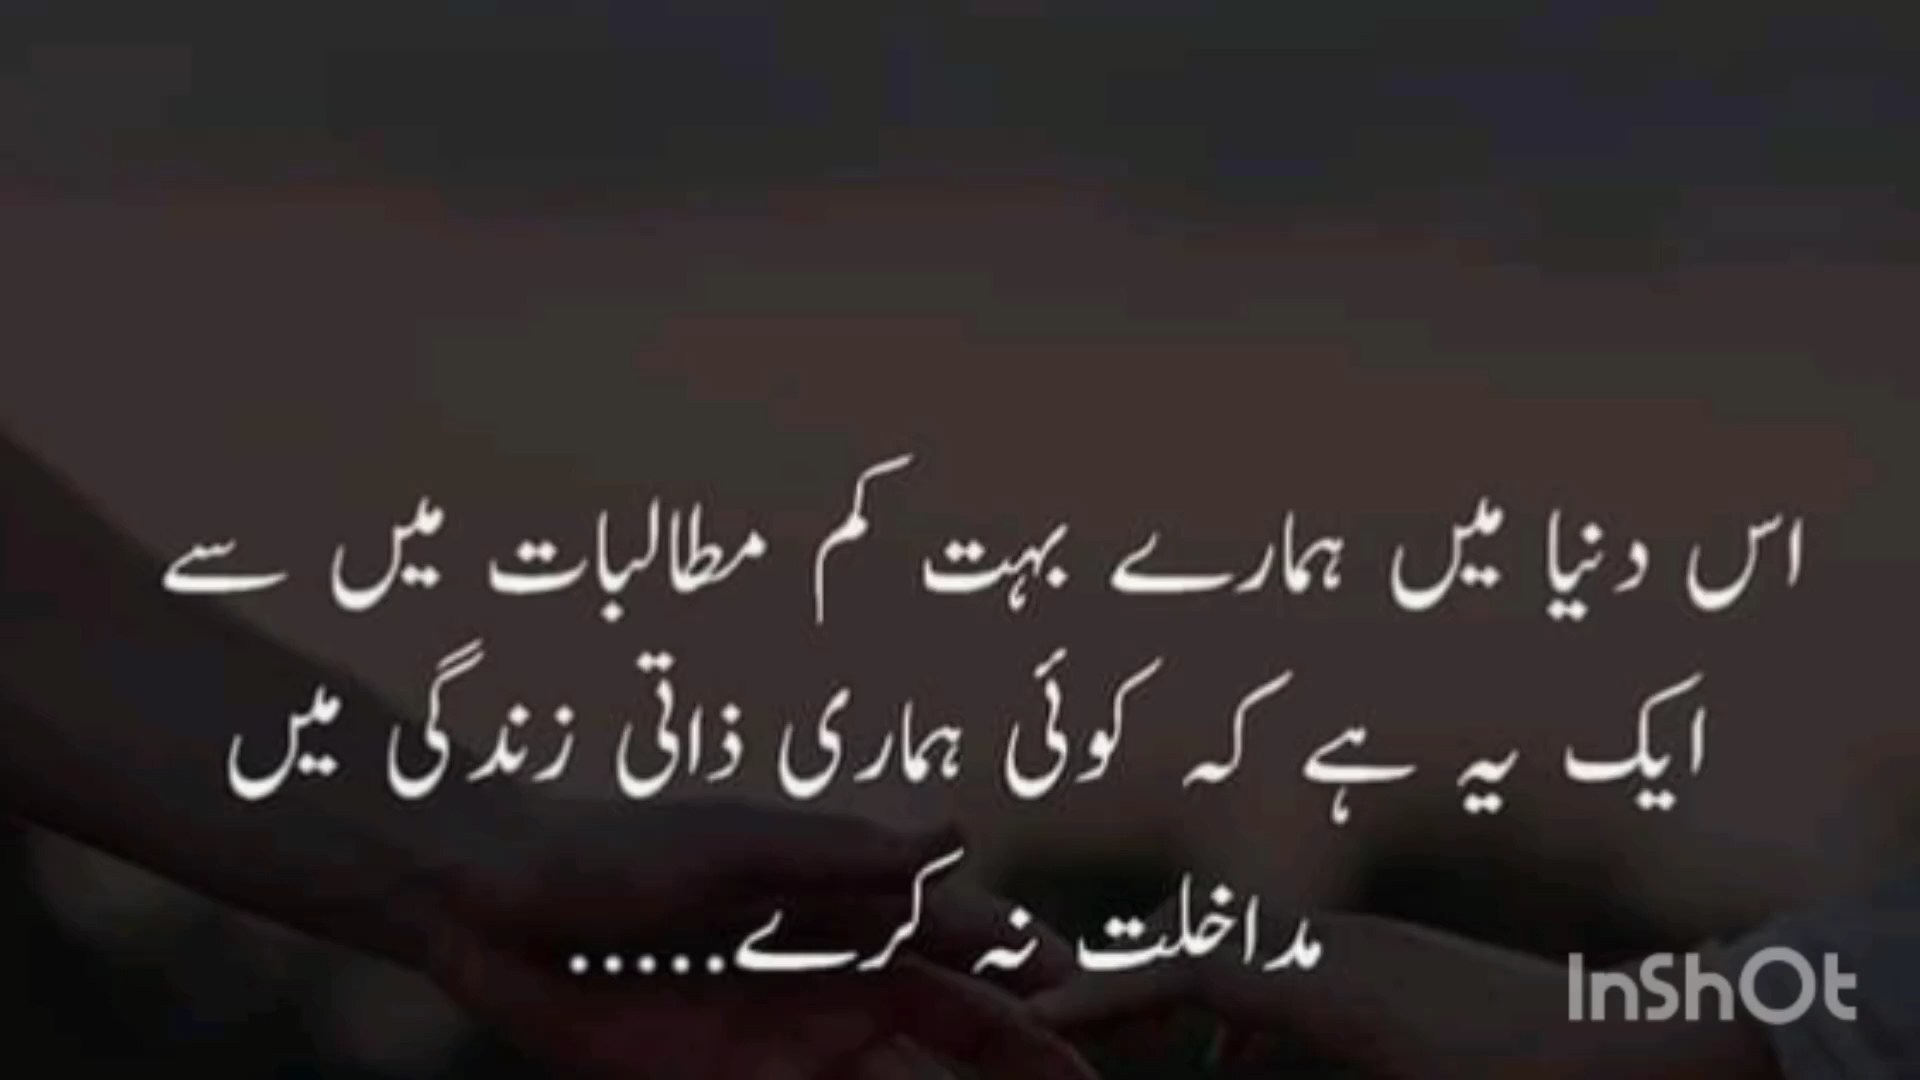 اس دنیا میں ہمارے بہت کم مطالبات میں سے
ایک یہ ہے کہ کوئی ہماری ذاتی زندگی میں
مداخلت نہ کرے.....
InShOt